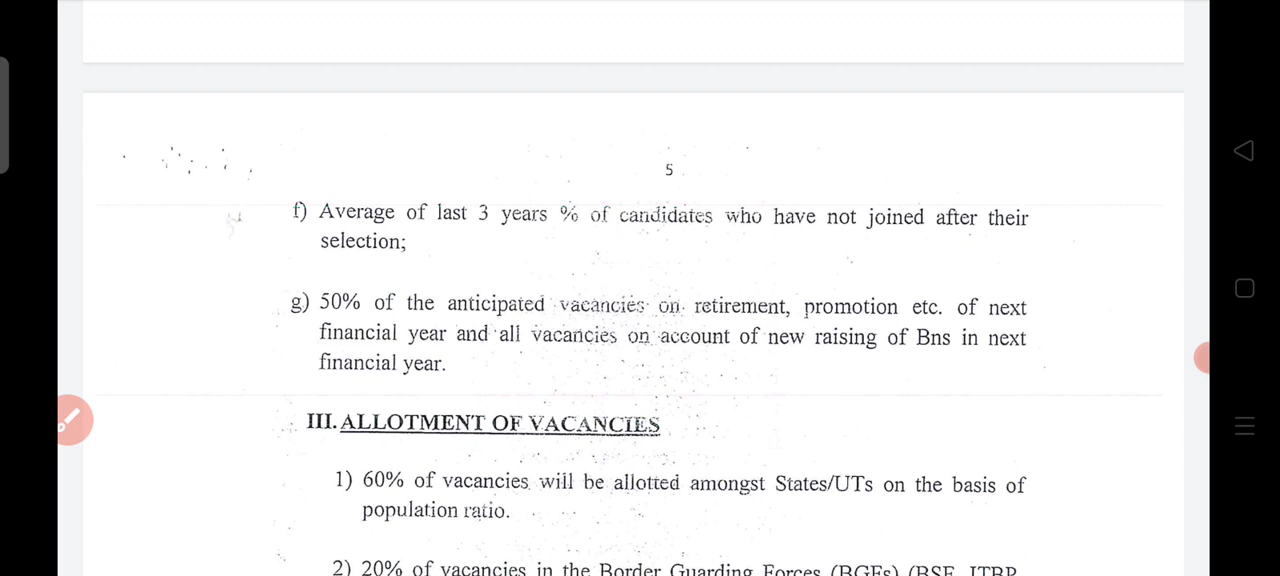 5
f) Average of last 3 years % of candidates who have not joined after their
selection;
g) 50% of the anticipated vacancies on retirement, promotion etc. of next
financial year and all vacancies on account of new raising of Bns in next
financial year.
III. ALLOTMENT OF VACANCIES
1) 60% of vacancies will be allotted amongst States/UTs on the basis of
population ratio.
2) 20% of vacancies in the Border Guarding Forces (BGFs) (BSF, ITBP,